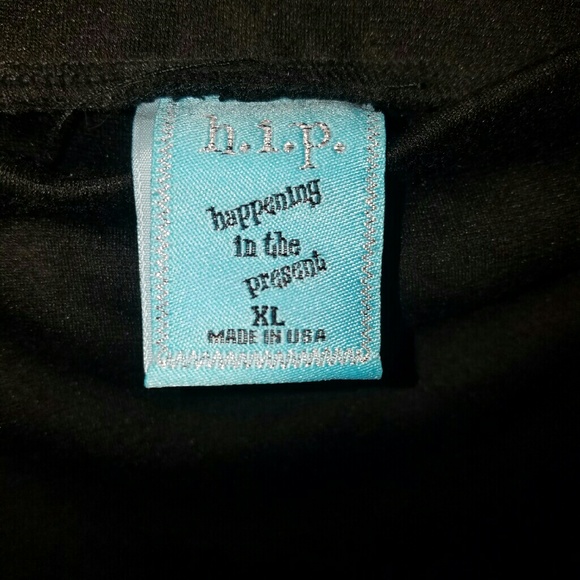 h.i.p.
happening
in the
present
XL
MADE IN USA